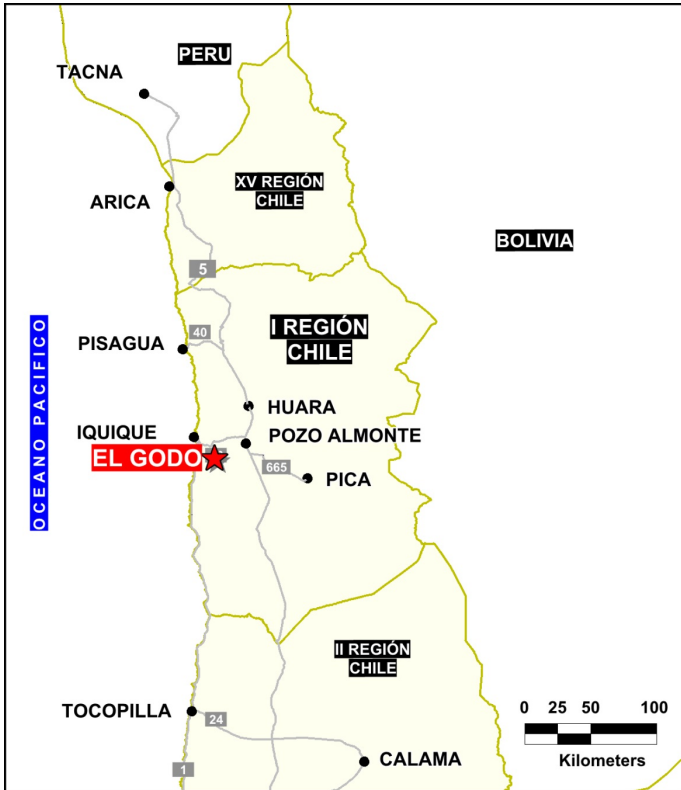 PERU
TACNA
XV REGIÓN
CHILE
ARICA
BOLIVIA
5
I REGIÓN
CHILE
40
PISAGUA
OCEANO PACIFICO
HUARA
IQUIQUE
POZO ALMONTE
EL GODO
665
PICA
II REGIÓN
CHILE
TOCOPILLA
24
0 25 50 100
Kilometers
CALAMA
1